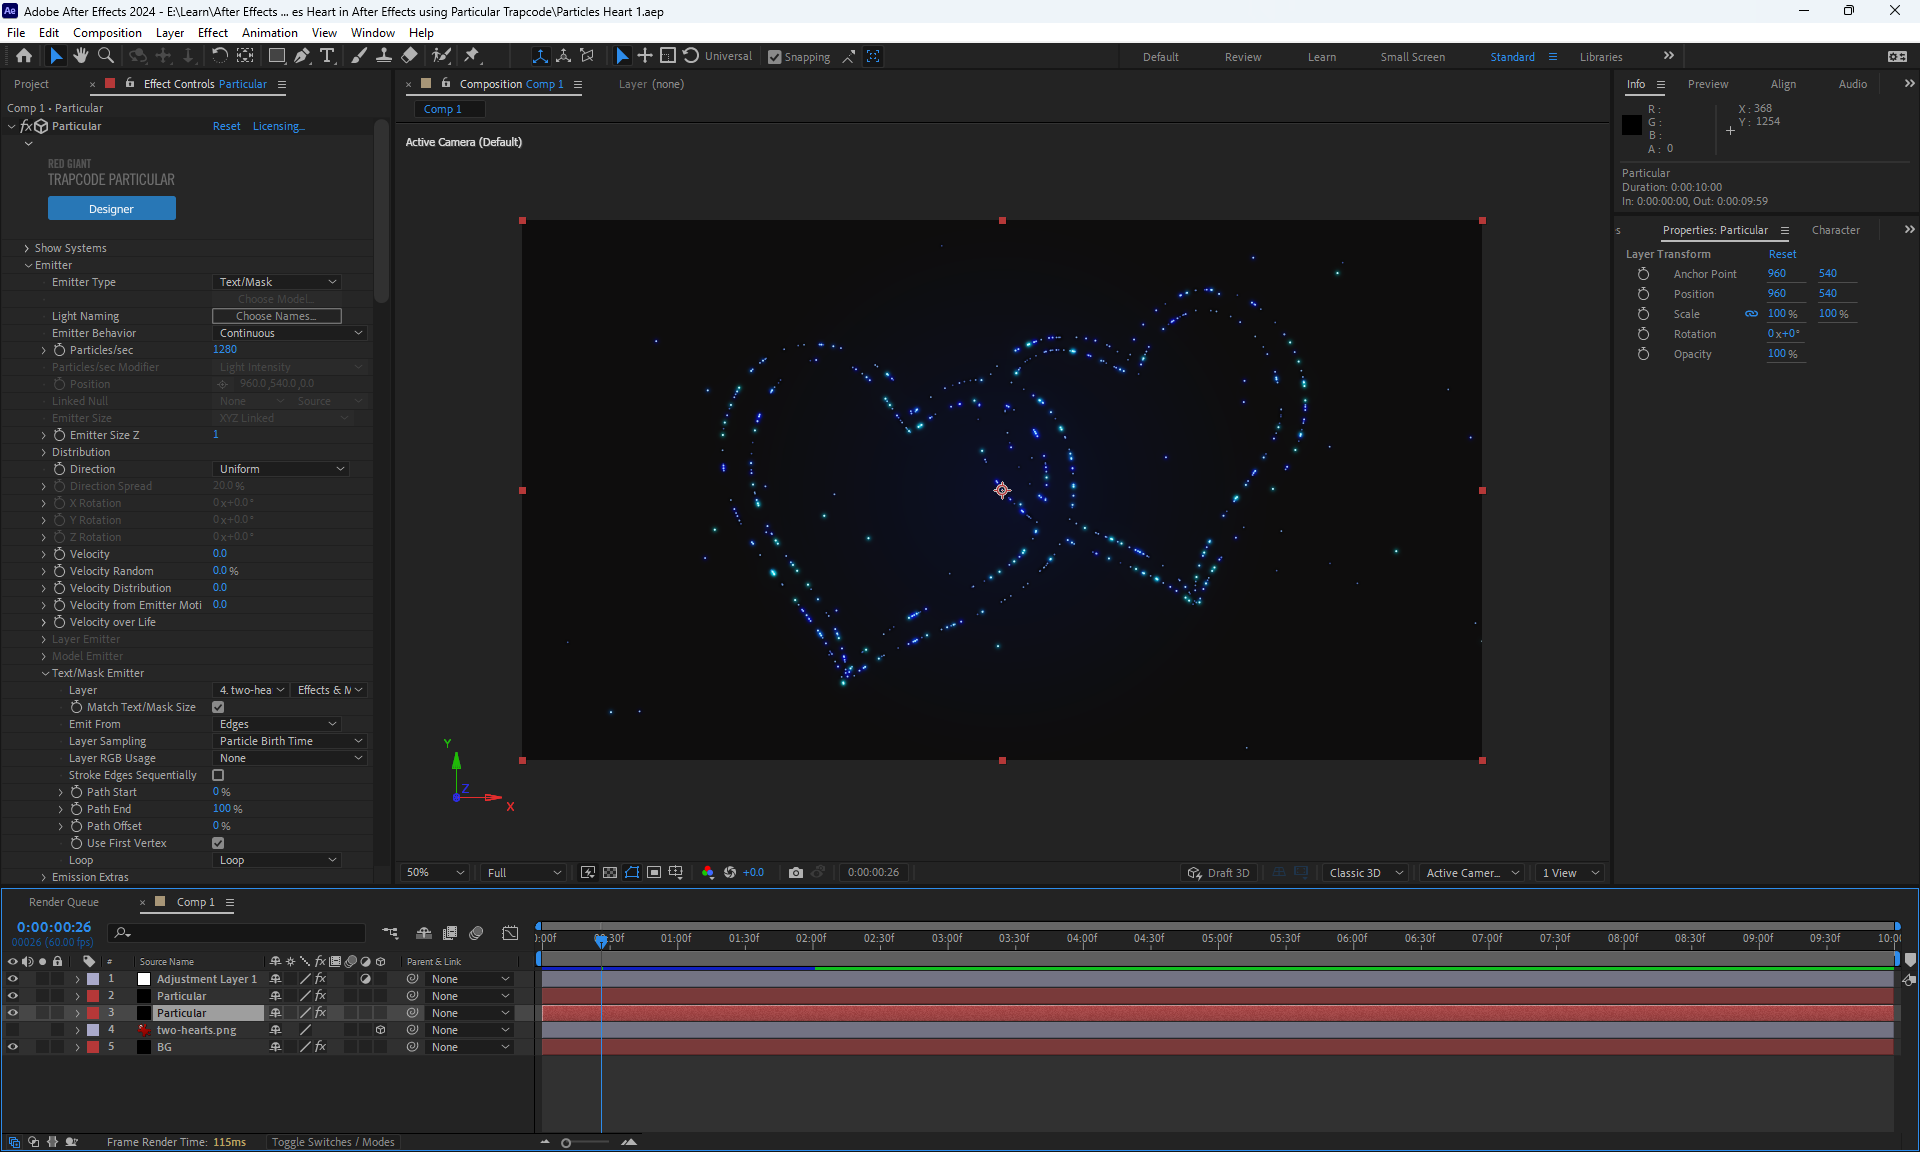 Adobe After Effects 2024 - E:\Learn\After Effects ... es Heart in After Effects using Particular Trapcode\Particles Heart 1.aep
File Edit Composition Layer Effect Animation View Window Help
Universal Snapping Default Review Learn Small Screen Standard Libraries
Project Effect Controls Particular
Comp 1 • Particular
fx Particular Reset Licensing...
RED GIANT
TRAPCODE PARTICULAR
Designer
Show Systems
Emitter
Emitter Type Text/Mask
Choose Model...
Light Naming Choose Names...
Emitter Behavior Continuous
Particles/sec 1280
Particles/sec Modifier Light Intensity
Position 960.0,540.0,0.0
Linked Null None Source
Emitter Size XYZ Linked
Emitter Size Z 1
Distribution
Direction Uniform
Direction Spread 20.0 %
X Rotation 0x+0.0°
Y Rotation 0x+0.0°
Z Rotation 0x+0.0°
Velocity 0.0
Velocity Random 0.0 %
Velocity Distribution 0.0
Velocity from Emitter Moti 0.0
Velocity over Life
Layer Emitter
Model Emitter
Text/Mask Emitter
Layer 4. two-hea Effects & M
Match Text/Mask Size
Emit From Edges
Layer Sampling Particle Birth Time
Layer RGB Usage None
Stroke Edges Sequentially
Path Start 0 %
Path End 100 %
Path Offset 0 %
Use First Vertex
Loop Loop
Emission Extras
Composition Comp 1 Layer (none)
Comp 1
Active Camera (Default)
Y
Z
X
50% Full +0.0 0:00:00:26 Draft 3D Classic 3D Active Camer... 1 View
Info Preview Align Audio
R :
G :
B :
A : 0
X : 368
Y : 1254
Particular
Duration: 0:00:10:00
In: 0:00:00:00, Out: 0:00:09:59
s Properties: Particular Character
Layer Transform Reset
Anchor Point 960 540
Position 960 540
Scale 100 % 100 %
Rotation 0x+0°
Opacity 100 %
Render Queue Comp 1
0:00:00:26
00026 (60.00 fps)
# Source Name fx Parent & Link
1 Adjustment Layer 1 fx None
2 Particular fx None
3 Particular fx None
4 two-hearts.png None
5 BG fx None
):00f 00:30f 01:00f 01:30f 02:00f 02:30f 03:00f 03:30f 04:00f 04:30f 05:00f 05:30f 06:00f 06:30f 07:00f 07:30f 08:00f 08:30f 09:00f 09:30f 10:00
Frame Render Time: 115ms Toggle Switches / Modes